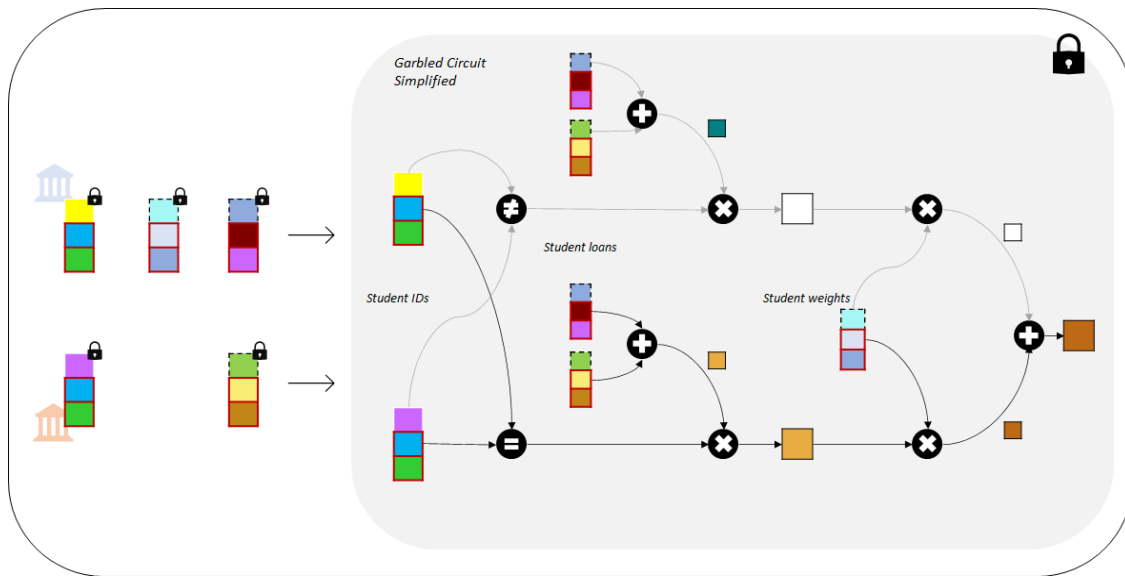 Garbled Circuit
Simplified
Student loans
Student IDs
Student weights